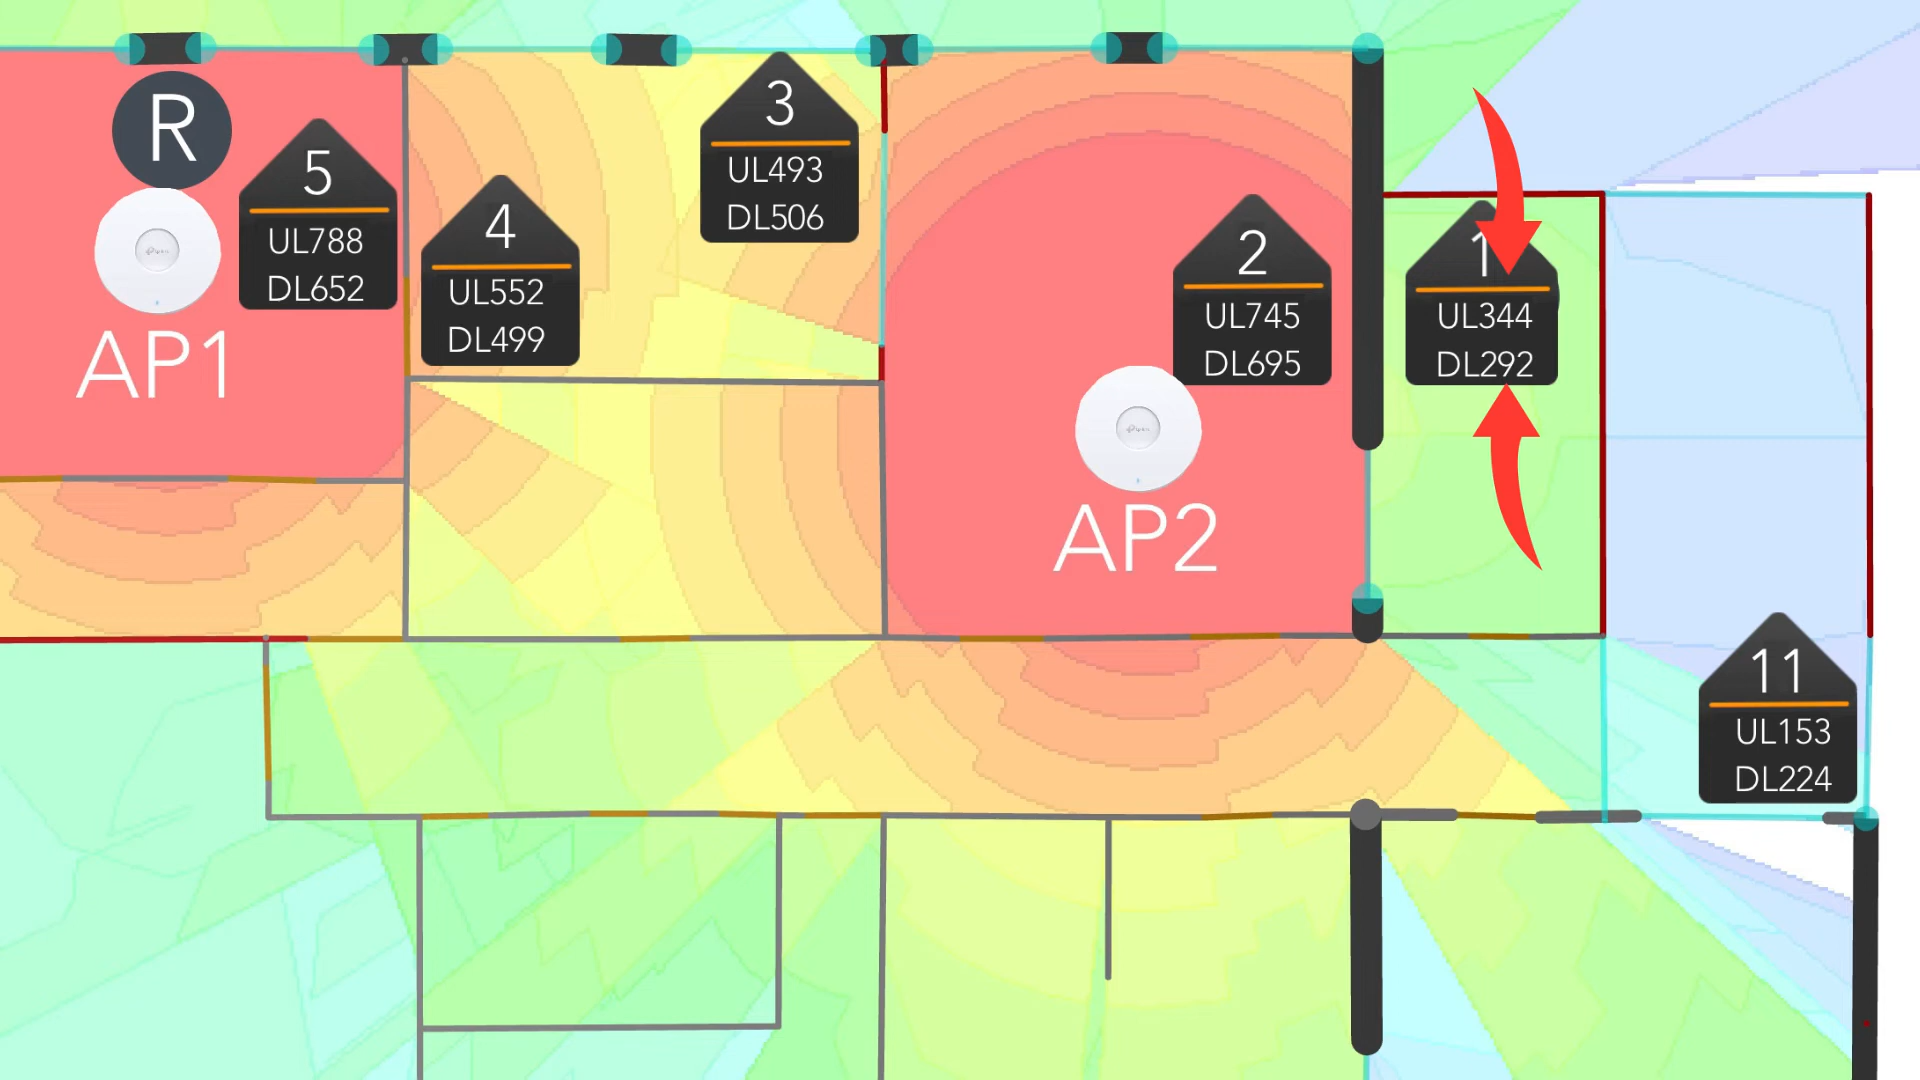 R
5
UL788
DL652
AP1
4
UL552
DL499
3
UL493
DL506
2
UL745
DL695
AP2
1
UL344
DL292
11
UL153
DL224